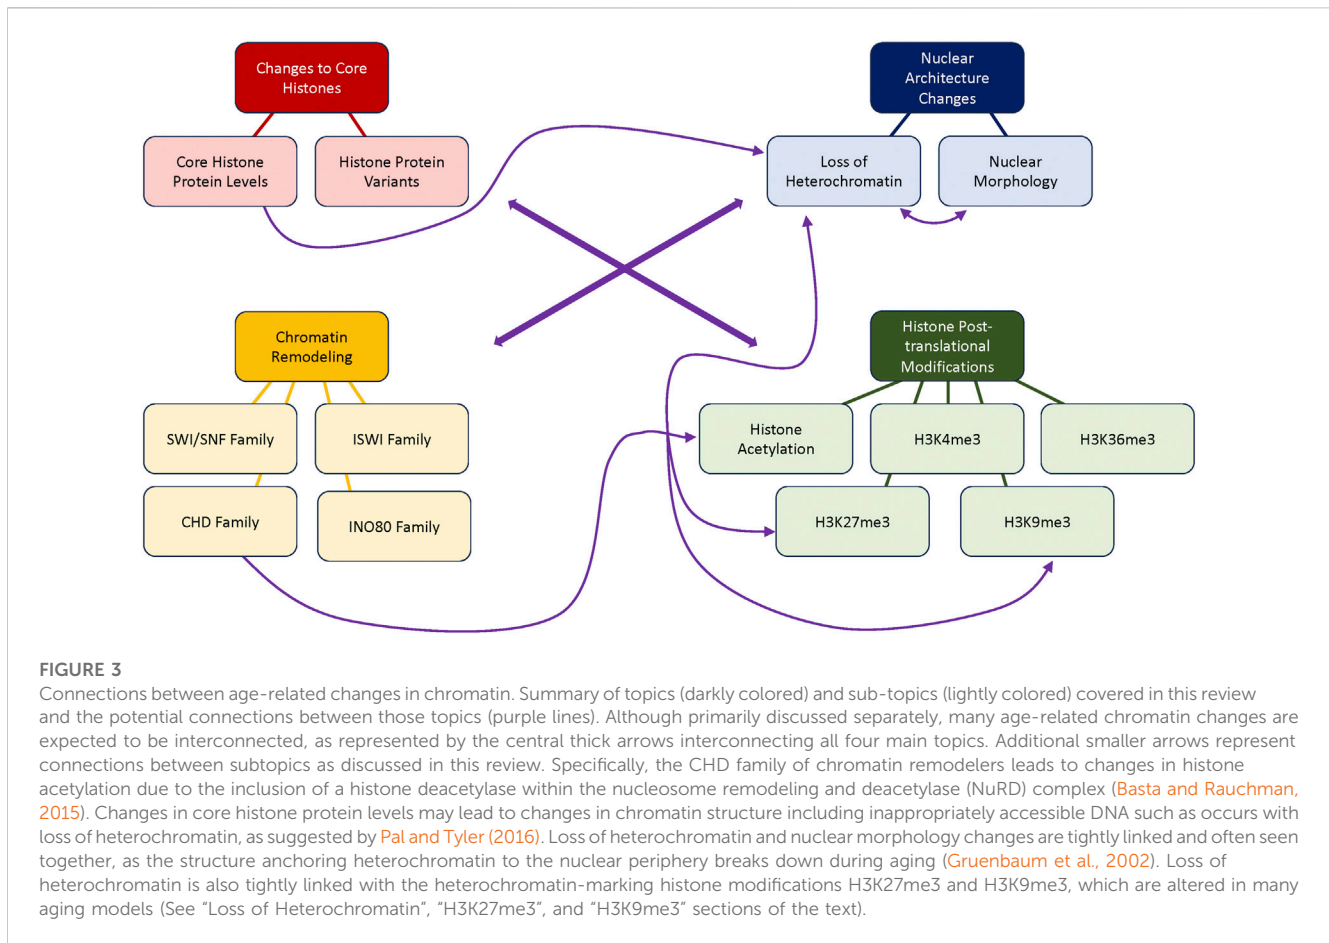 Changes to Core
Histones
Nuclear
Architecture
Changes
Core Histone
Protein Levels
Histone Protein
Variants
Loss of
Heterochromatin
Nuclear
Morphology
Chromatin
Remodeling
Histone Post-
translational
Modifications
SWI/SNF Family
ISWI Family
Histone
Acetylation
H3K4me3
H3K36me3
CHD Family
INO80 Family
H3K27me3
H3K9me3
FIGURE 3
Connections between age-related changes in chromatin. Summary of topics (darkly colored) and sub-topics (lightly colored) covered in this review
and the potential connections between those topics (purple lines). Although primarily discussed separately, many age-related chromatin changes are
expected to be interconnected, as represented by the central thick arrows interconnecting all four main topics. Additional smaller arrows represent
connections between subtopics as discussed in this review. Specifically, the CHD family of chromatin remodelers leads to changes in histone
acetylation due to the inclusion of a histone deacetylase within the nucleosome remodeling and deacetylase (NuRD) complex (Basta and Rauchman,
2015). Changes in core histone protein levels may lead to changes in chromatin structure including inappropriately accessible DNA such as occurs with
loss of heterochromatin, as suggested by Pal and Tyler (2016). Loss of heterochromatin and nuclear morphology changes are tightly linked and often seen
together, as the structure anchoring heterochromatin to the nuclear periphery breaks down during aging (Gruenbaum et al., 2002). Loss of
heterochromatin is also tightly linked with the heterochromatin-marking histone modifications H3K27me3 and H3K9me3, which are altered in many
aging models (See “Loss of Heterochromatin”, “H3K27me3”, and “H3K9me3” sections of the text).